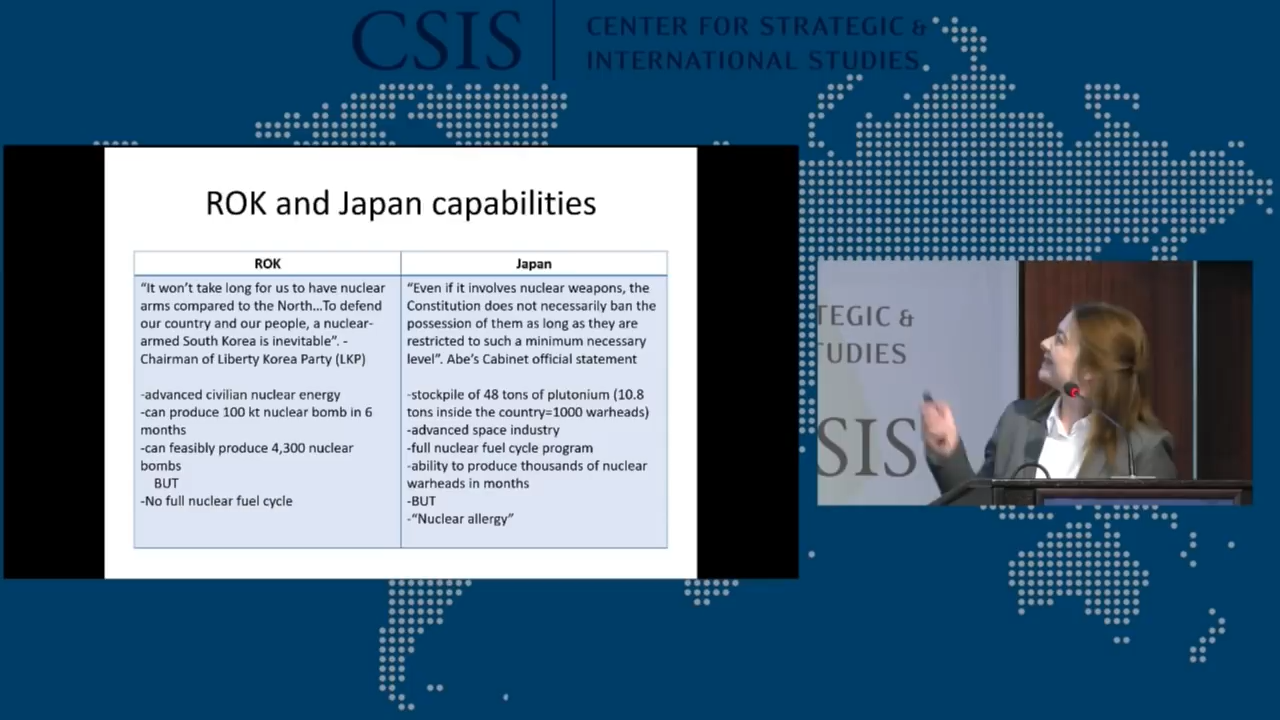 CSIS
CENTER FOR STRATEGIC &
INTERNATIONAL STUDIES
ROK and Japan capabilities
ROK
Japan
“It won’t take long for us to have nuclear
arms compared to the North...To defend
our country and our people, a nuclear-
armed South Korea is inevitable”. -
Chairman of Liberty Korea Party (LKP)
-advanced civilian nuclear energy
-can produce 100 kt nuclear bomb in 6
months
-can feasibly produce 4,300 nuclear
bombs
BUT
-No full nuclear fuel cycle
“Even if it involves nuclear weapons, the
Constitution does not necessarily ban the
possession of them as long as they are
restricted to such a minimum necessary
level”. Abe’s Cabinet official statement
-stockpile of 48 tons of plutonium (10.8
tons inside the country=1000 warheads)
-advanced space industry
-full nuclear fuel cycle program
-ability to produce thousands of nuclear
warheads in months
-BUT
-“Nuclear allergy”
TEGIC &
TUDIES
SIS